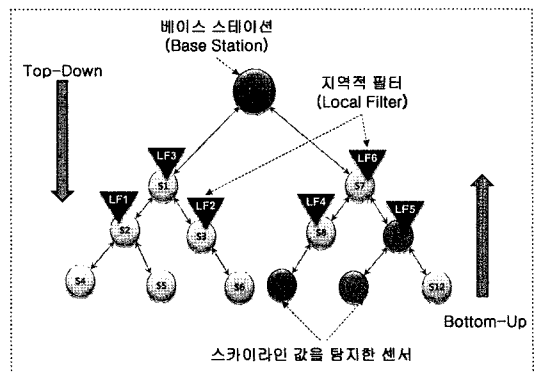 베이스 스테이션
(Base Station)
Top-Down
지역적 필터
(Local Filter)
LF3
LF6
S1
S7
LF1
LF2
LF4
LF5
S2
S3
S8
S4
S5
S6
S12
Bottom-Up
스카이라인 값을 탐지한 센서